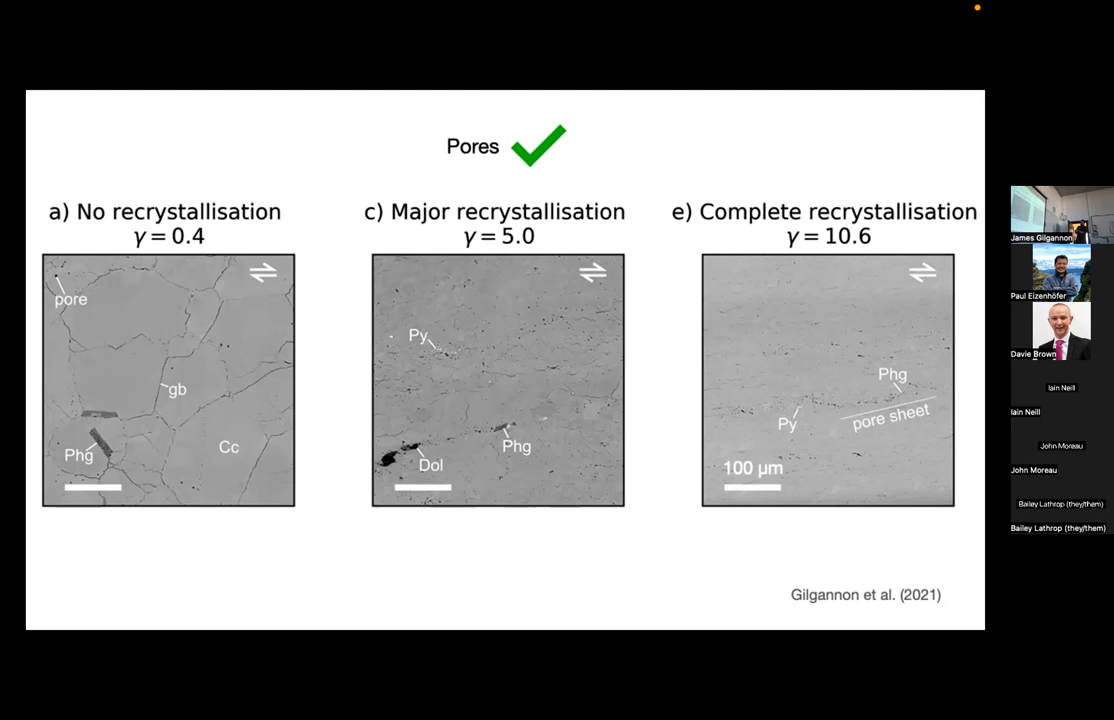 Pores
a) No recrystallisation
γ = 0.4
c) Major recrystallisation
γ = 5.0
e) Complete recrystallisation
γ = 10.6
pore
gb
Phg
Cc
Py
Phg
Dol
Phg
Py
pore sheet
100 μm
Gilgannon et al. (2021)
James Gilgannon
Paul Eizenhöfer
Davie Brown
Iain Neill
Iain Neill
John Moreau
John Moreau
Bailey Lathrop (they/them)
Bailey Lathrop (they/them)